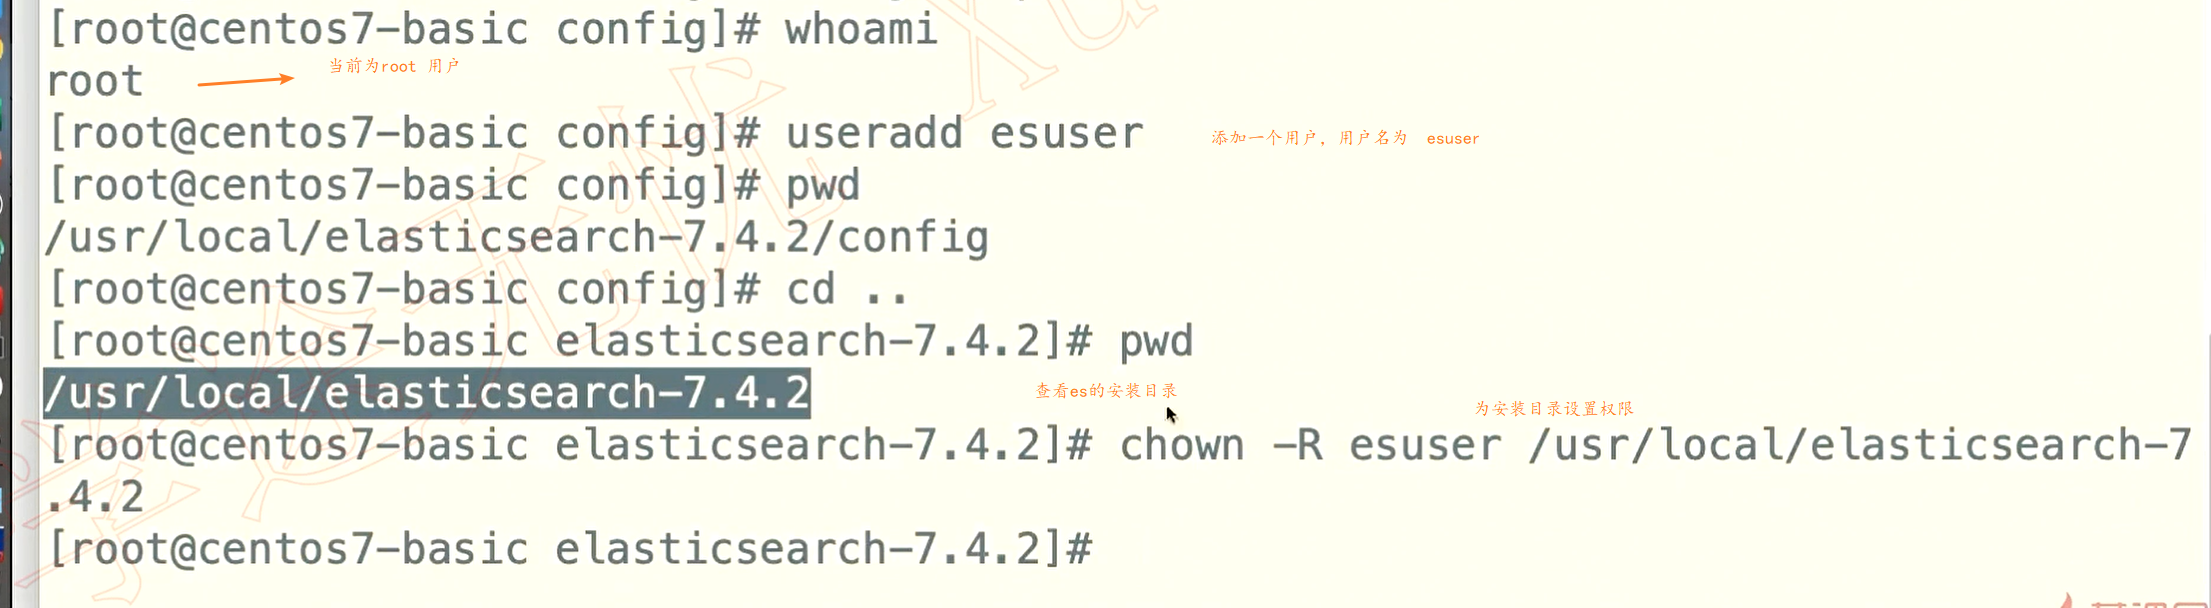 [root@centos7-basic config]# whoami
当前为root 用户
root
[root@centos7-basic config]# useradd esuser
添加一个用户，用户名为 esuser
[root@centos7-basic config]# pwd
/usr/local/elasticsearch-7.4.2/config
[root@centos7-basic config]# cd ..
[root@centos7-basic elasticsearch-7.4.2]# pwd
/usr/local/elasticsearch-7.4.2
查看es的安装目录
为安装目录设置权限
[root@centos7-basic elasticsearch-7.4.2]# chown -R esuser /usr/local/elasticsearch-7
.4.2
[root@centos7-basic elasticsearch-7.4.2]#